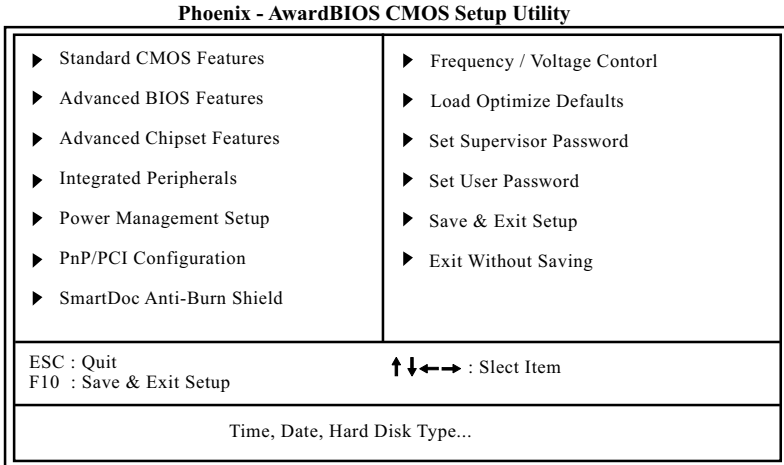 Phoenix - AwardBIOS CMOS Setup Utility
Standard CMOS Features
Advanced BIOS Features
Advanced Chipset Features
Integrated Peripherals
Power Management Setup
PnP/PCI Configuration
SmartDoc Anti-Burn Shield
Frequency / Voltage Contorl
Load Optimize Defaults
Set Supervisor Password
Set User Password
Save & Exit Setup
Exit Without Saving
ESC : Quit
F10 : Save & Exit Setup
↑↓←→ : Slect Item
Time, Date, Hard Disk Type...